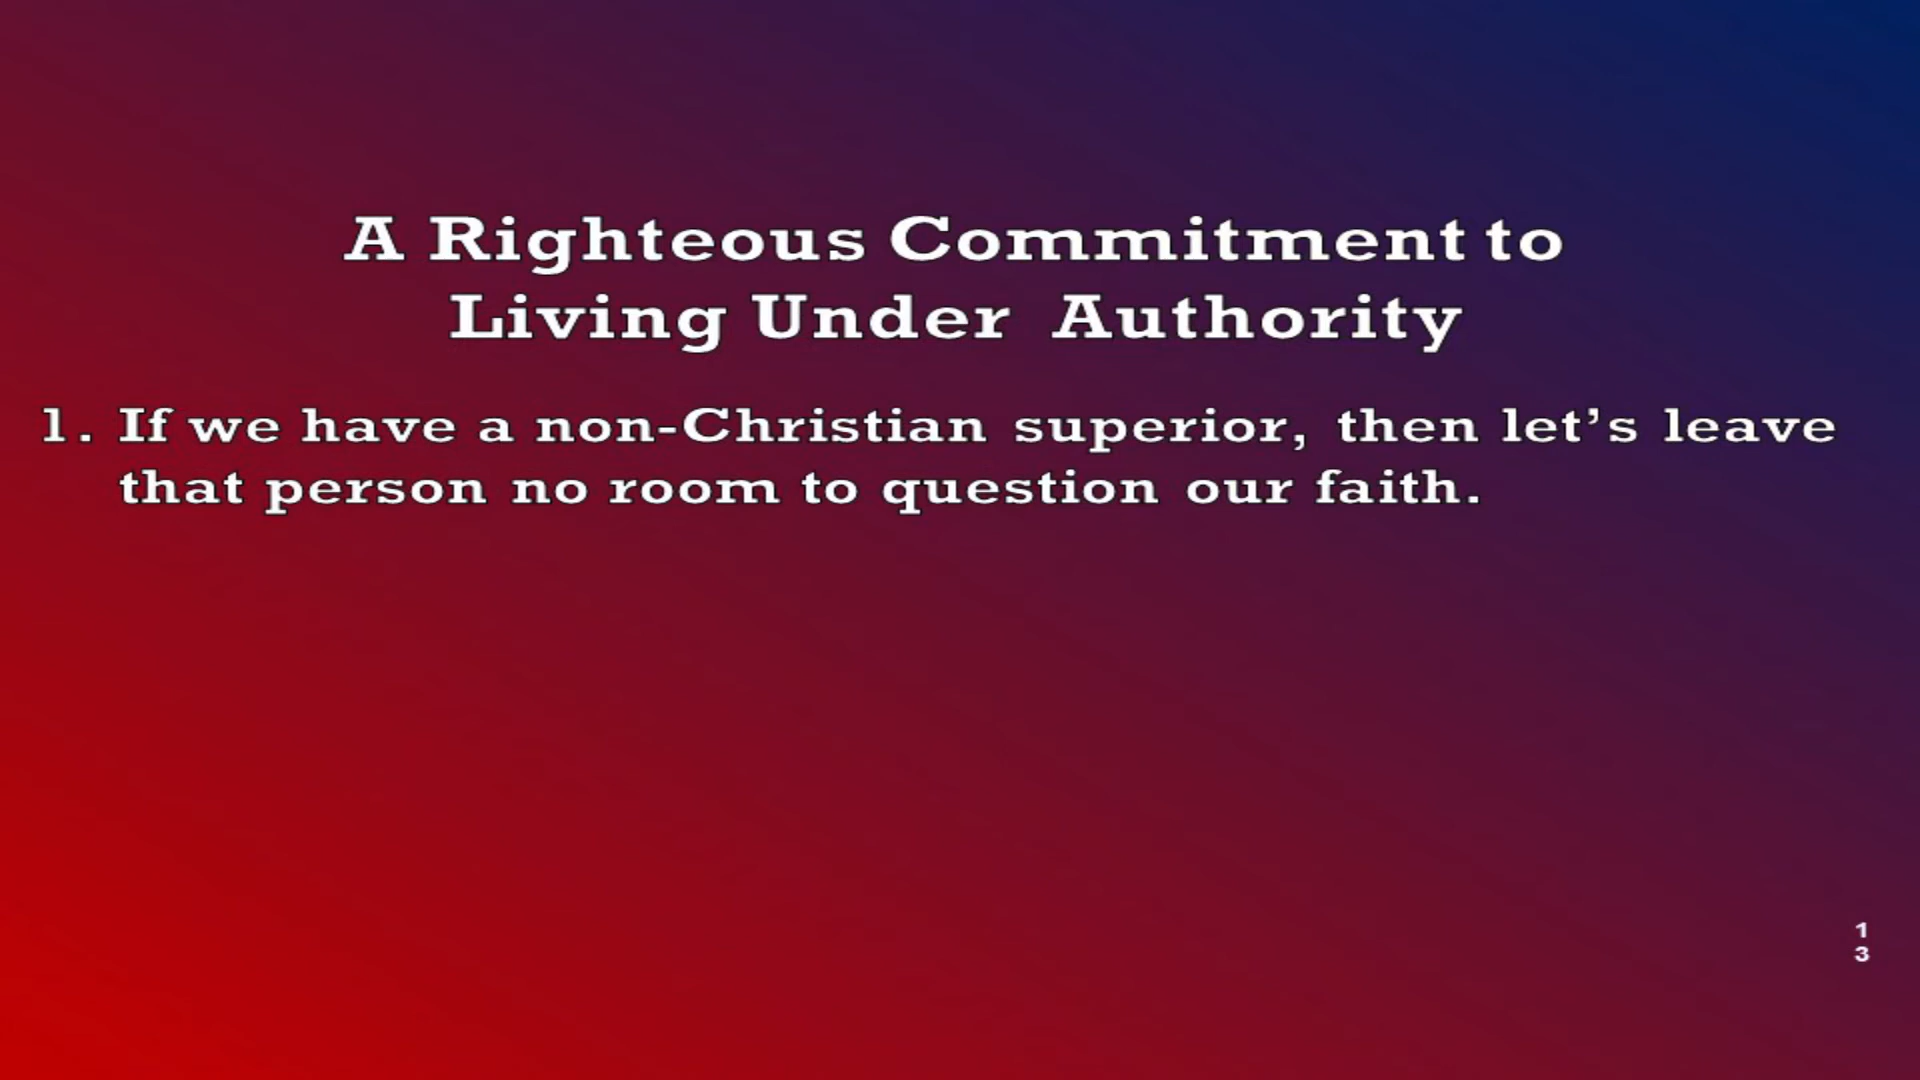 A Righteous Commitment to
Living Under Authority
1. If we have a non-Christian superior, then let’s leave
that person no room to question our faith.
1
3